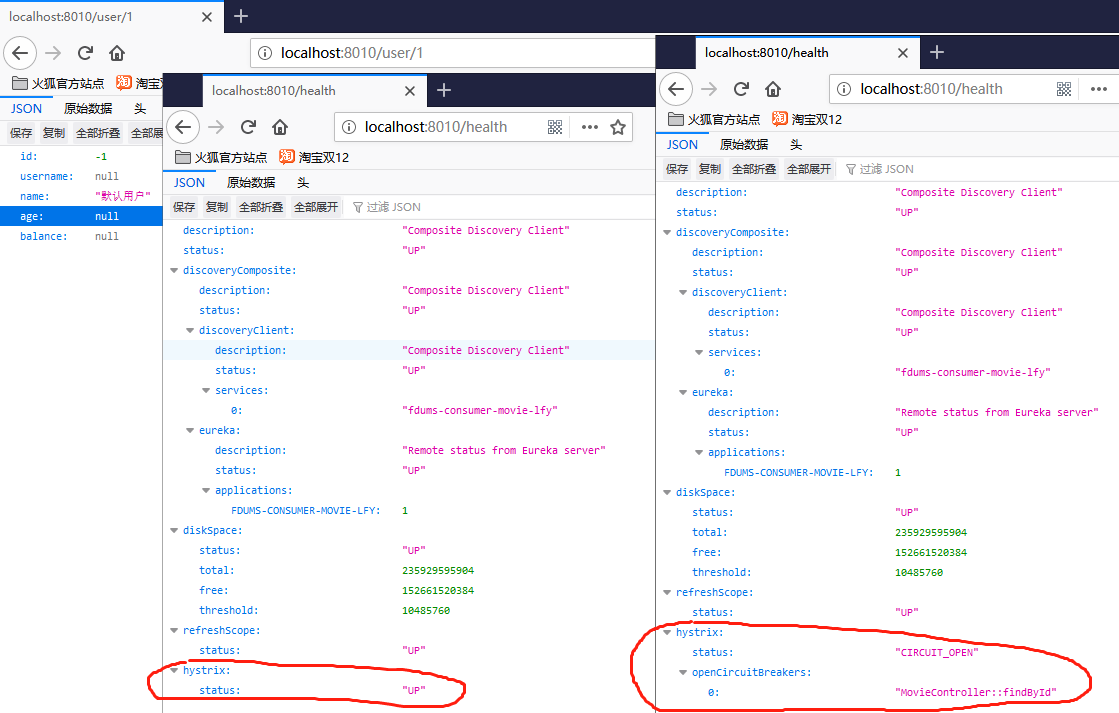 localhost:8010/user/1
localhost:8010/user/1
火狐官方站点 淘 淘宝双
JSON 原始数据 头
保存 复制 全部折叠 全部展
id: -1
username: null
name: "默认用户"
age: null
balance: null
localhost:8010/health
localhost:8010/health
火狐官方站点 淘 淘宝双12
JSON 原始数据 头
保存 复制 全部折叠 全部展开 过滤 JSON
description: "Composite Discovery Client"
status: "UP"
discoveryComposite:
description: "Composite Discovery Client"
status: "UP"
discoveryClient:
description: "Composite Discovery Client"
status: "UP"
services:
0: "fdums-consumer-movie-lfy"
eureka:
description: "Remote status from Eureka server"
status: "UP"
applications:
FDUMS-CONSUMER-MOVIE-LFY: 1
diskSpace:
status: "UP"
total: 235929595904
free: 152661520384
threshold: 10485760
refreshScope:
status: "UP"
hystrix:
status: "UP"
localhost:8010/health
localhost:8010/health
火狐官方站点 淘 淘宝双12
JSON 原始数据 头
保存 复制 全部折叠 全部展开 过滤 JSON
description: "Composite Discovery Client"
status: "UP"
discoveryComposite:
description: "Composite Discovery Client"
status: "UP"
discoveryClient:
description: "Composite Discovery Client"
status: "UP"
services:
0: "fdums-consumer-movie-lfy"
eureka:
description: "Remote status from Eureka server"
status: "UP"
applications:
FDUMS-CONSUMER-MOVIE-LFY: 1
diskSpace:
status: "UP"
total: 235929595904
free: 152661520384
threshold: 10485760
refreshScope:
status: "UP"
hystrix:
status: "CIRCUIT_OPEN"
openCircuitBreakers:
0: "MovieController::findById"